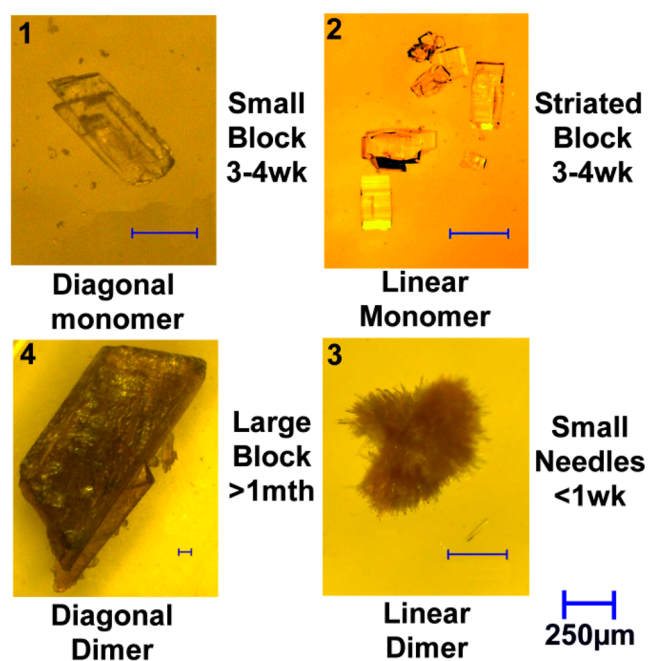 1
Small
Block
3-4wk
Diagonal
monomer
2
Striated
Block
3-4wk
Linear
Monomer
4
Large
Block
>1mth
Diagonal
Dimer
3
Small
Needles
<1wk
Linear
Dimer
250µm